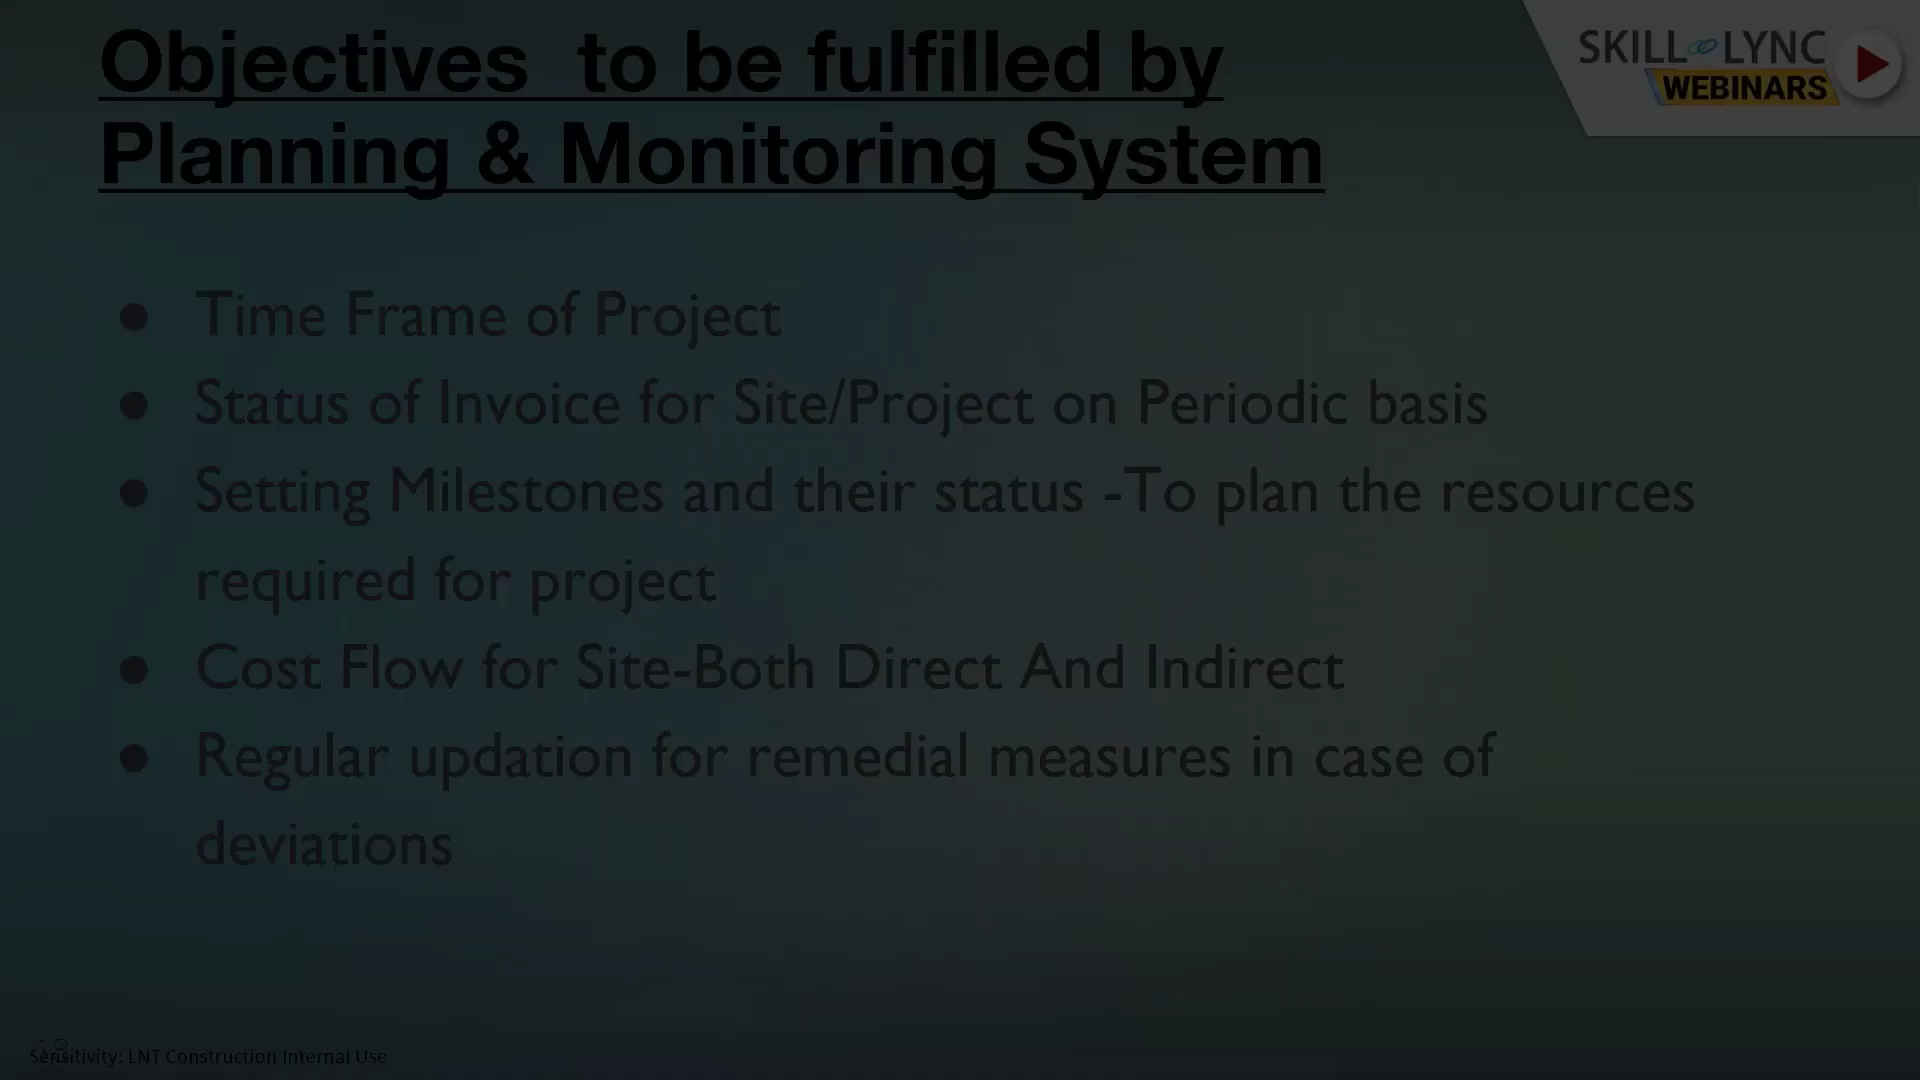 Objectives  to be fulfilled by
Planning & Monitoring System
SKILL LYNC
WEBINARS
● Time Frame of Project
● Status of Invoice for Site/Project on Periodic basis
● Setting Milestones and their status -To plan the resources
required for project
● Cost Flow for Site-Both Direct And Indirect
● Regular updation for remedial measures in case of
deviations
18
Sensitivity: LNT Construction Internal Use